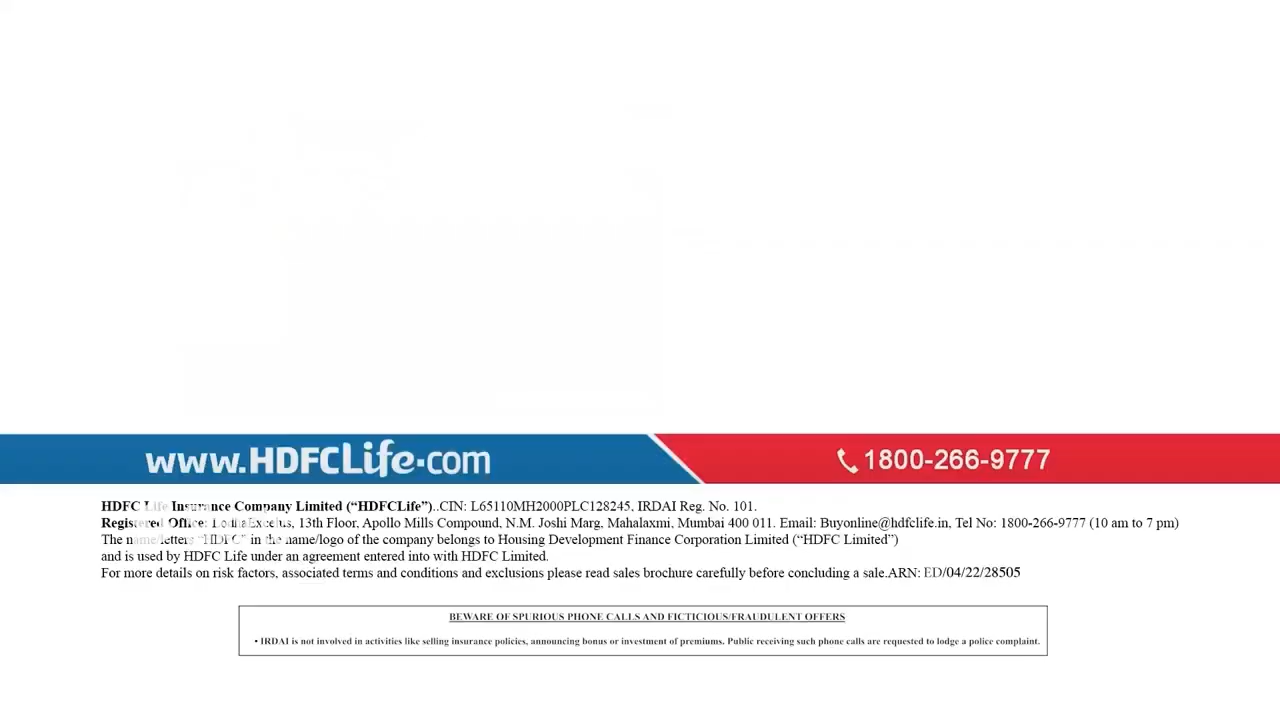 www.HDFCLife.com
1800-266-9777
HDFC Life Insurance Company Limited (“HDFCLife”)..CIN: L65110MH2000PLC128245, IRDAI Reg. No. 101.
Registered Office: LodhaExcelus, 13th Floor, Apollo Mills Compound, N.M. Joshi Marg, Mahalaxmi, Mumbai 400 011. Email: Buyonline@hdfclife.in, Tel No: 1800-266-9777 (10 am to 7 pm)
The name/letters “HDFC” in the name/logo of the company belongs to Housing Development Finance Corporation Limited (“HDFC Limited”)
and is used by HDFC Life under an agreement entered into with HDFC Limited.
For more details on risk factors, associated terms and conditions and exclusions please read sales brochure carefully before concluding a sale.ARN: ED/04/22/28505
BEWARE OF SPURIOUS PHONE CALLS AND FICTICIOUS/FRAUDULENT OFFERS
• IRDAI is not involved in activities like selling insurance policies, announcing bonus or investment of premiums. Public receiving such phone calls are requested to lodge a police complaint.